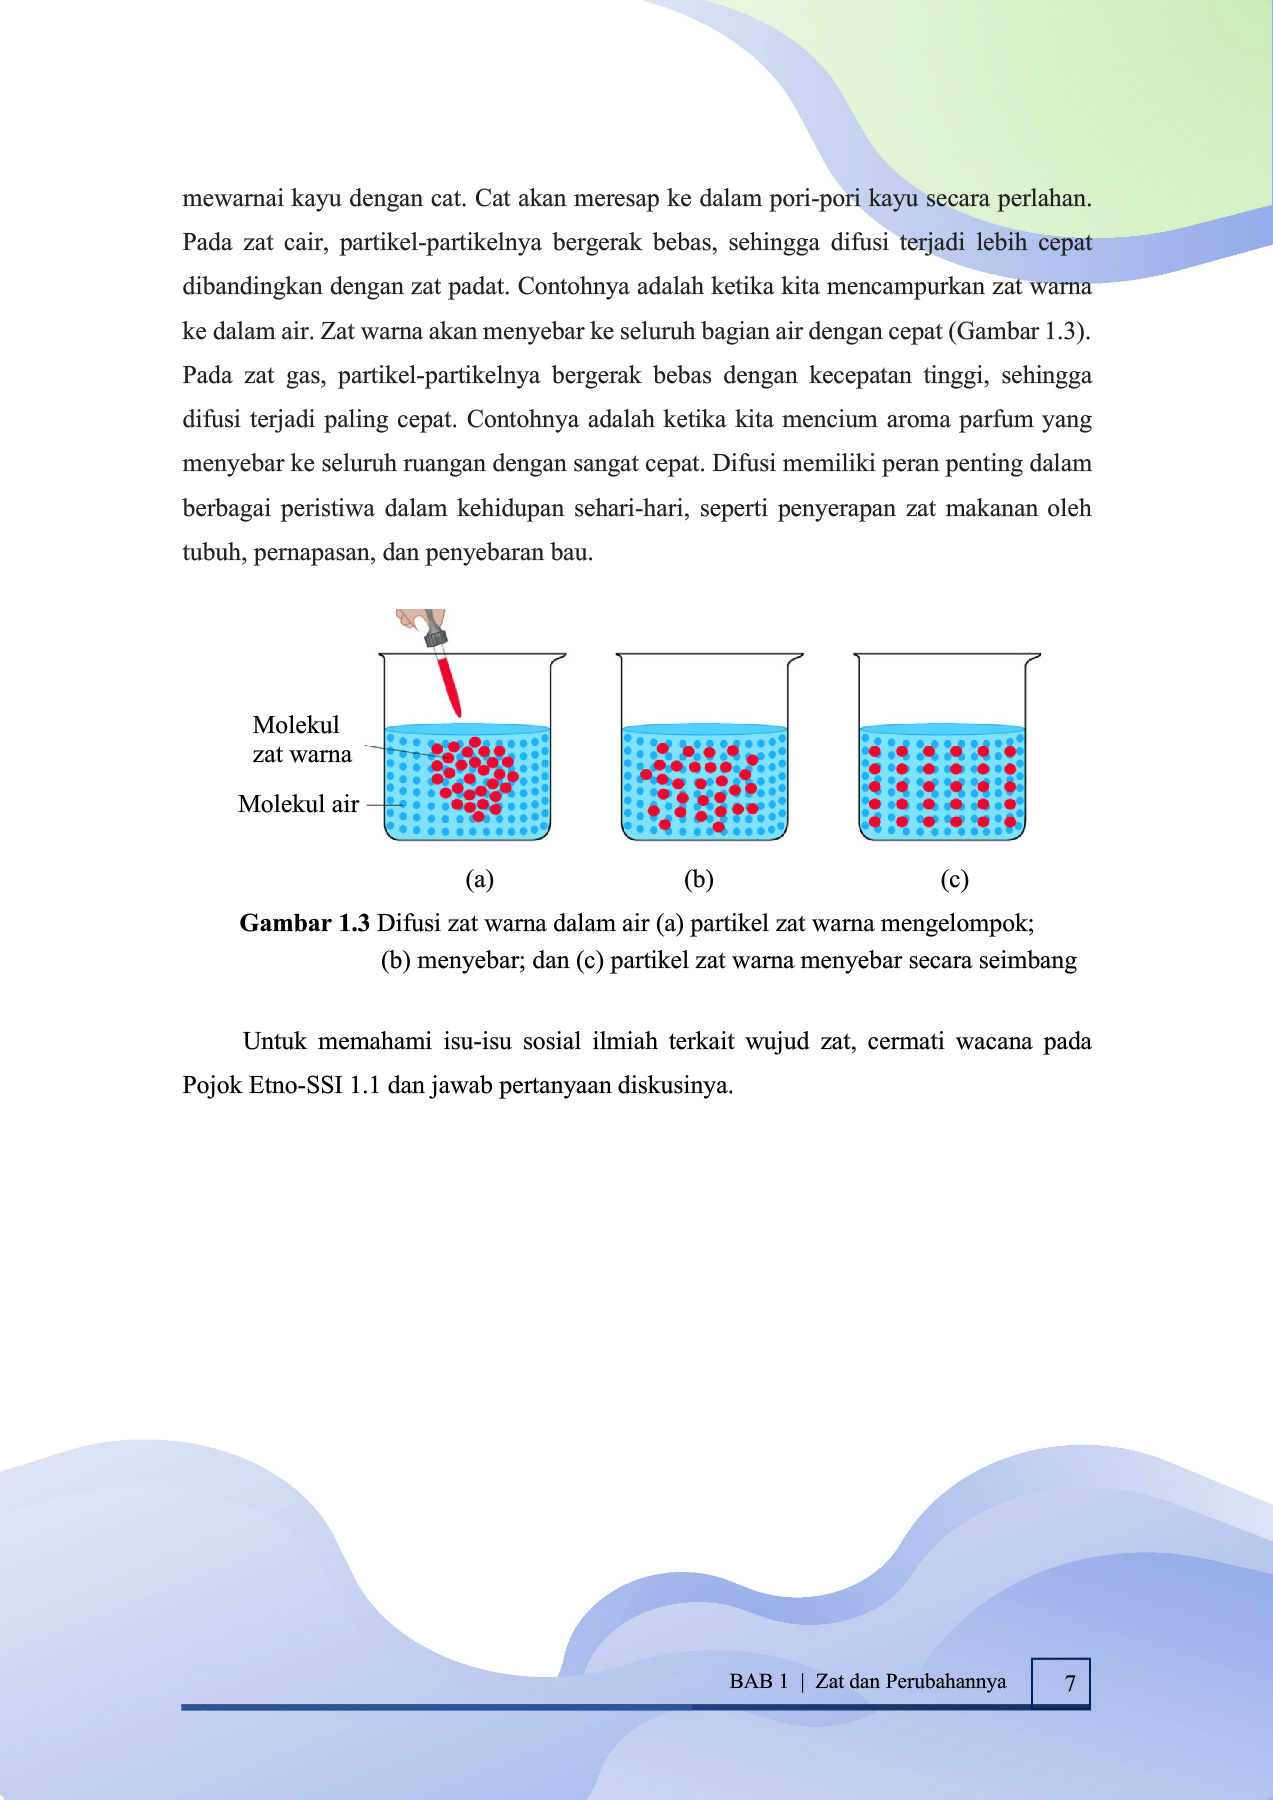 mewarnai kayu dengan cat. Cat akan meresap ke dalam pori-pori kayu secara perlahan.
Pada zat cair, partikel-partikelnya bergerak bebas, sehingga difusi terjadi lebih cepat
dibandingkan dengan zat padat. Contohnya adalah ketika kita mencampurkan zat warna
ke dalam air. Zat warna akan menyebar ke seluruh bagian air dengan cepat (Gambar 1.3).
Pada zat gas, partikel-partikelnya bergerak bebas dengan kecepatan tinggi, sehingga
difusi terjadi paling cepat. Contohnya adalah ketika kita mencium aroma parfum yang
menyebar ke seluruh ruangan dengan sangat cepat. Difusi memiliki peran penting dalam
berbagai peristiwa dalam kehidupan sehari-hari, seperti penyerapan zat makanan oleh
tubuh, pernapasan, dan penyebaran bau.
Molekul
zat warna
Molekul air
(a) (b) (c)
Gambar 1.3 Difusi zat warna dalam air (a) partikel zat warna mengelompok;
(b) menyebar; dan (c) partikel zat warna menyebar secara seimbang
Untuk memahami isu-isu sosial ilmiah terkait wujud zat, cermati wacana pada
Pojok Etno-SSI 1.1 dan jawab pertanyaan diskusinya.
BAB 1 | Zat dan Perubahannya 7